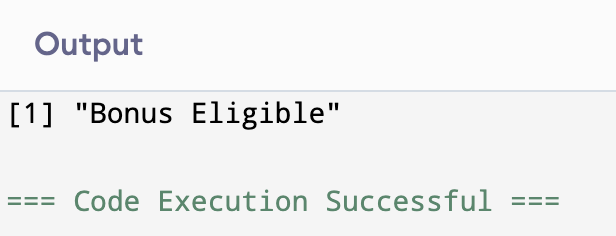 Output
[1] "Bonus Eligible"
=== Code Execution Successful ===